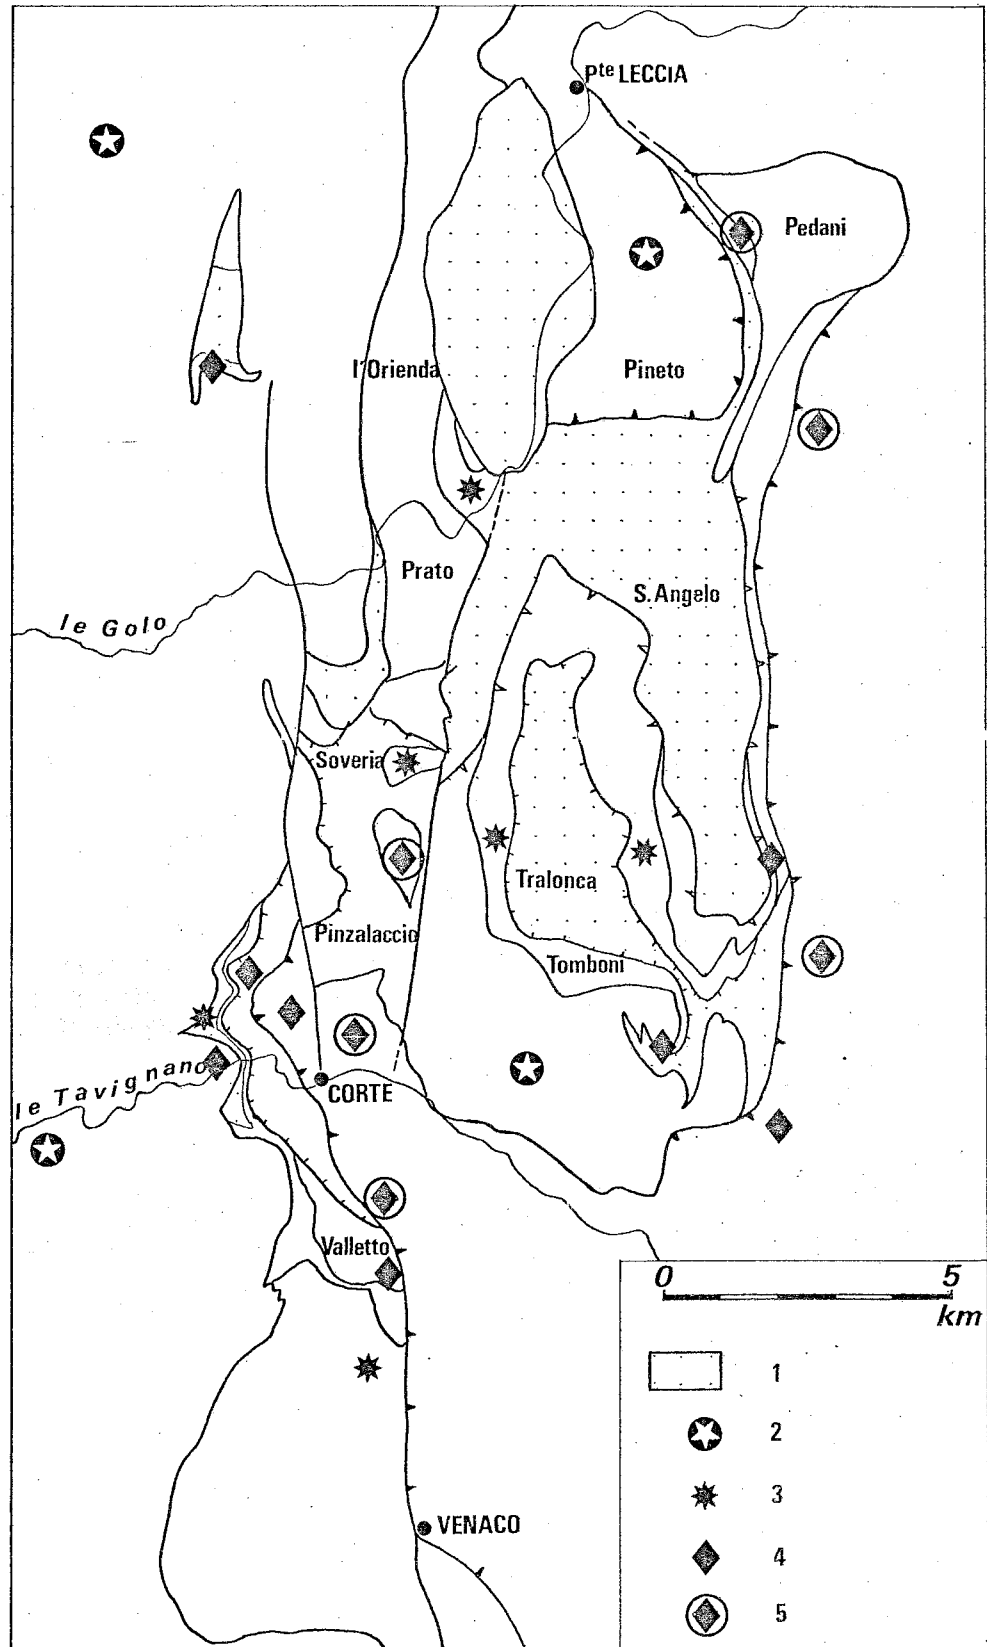 Pte LECCIA
Pedani
l'Orienda
Pineto
Prato
S.Angelo
le Golo
Soveria
Tralonca
Pinzalaccio
Tomboni
le Tavignano
CORTE
Valletto
0 5
km
1
2
3
VENACO
4
5